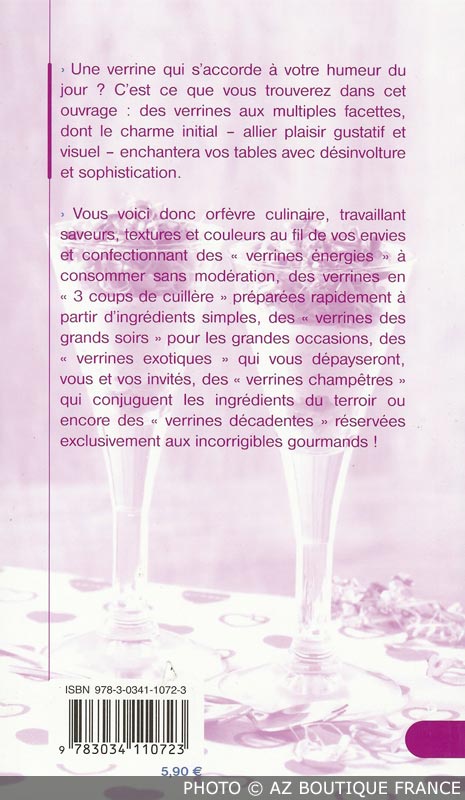 › Une verrine qui s'accorde à votre humeur du
jour ? C'est ce que vous trouverez dans cet
ouvrage : des verrines aux multiples facettes,
dont le charme initial – allier plaisir gustatif et
visuel – enchantera vos tables avec désinvolture
et sophistication.
› Vous voici donc orfèvre culinaire, travaillant
saveurs, textures et couleurs au fil de vos envies
et confectionnant des « verrines énergies » à
consommer sans modération, des verrines en
« 3 coups de cuillère » préparées rapidement à
partir d'ingrédients simples, des « verrines des
grands soirs » pour les grandes occasions, des
« verrines exotiques » qui vous dépayseront,
vous et vos invités, des « verrines champêtres »
qui conjuguent les ingrédients du terroir ou
encore des « verrines décadentes » réservées
exclusivement aux incorrigibles gourmands !
ISBN 978-3-0341-1072-3
9 783034 110723
5,90 €
PHOTO © AZ BOUTIQUE FRANCE